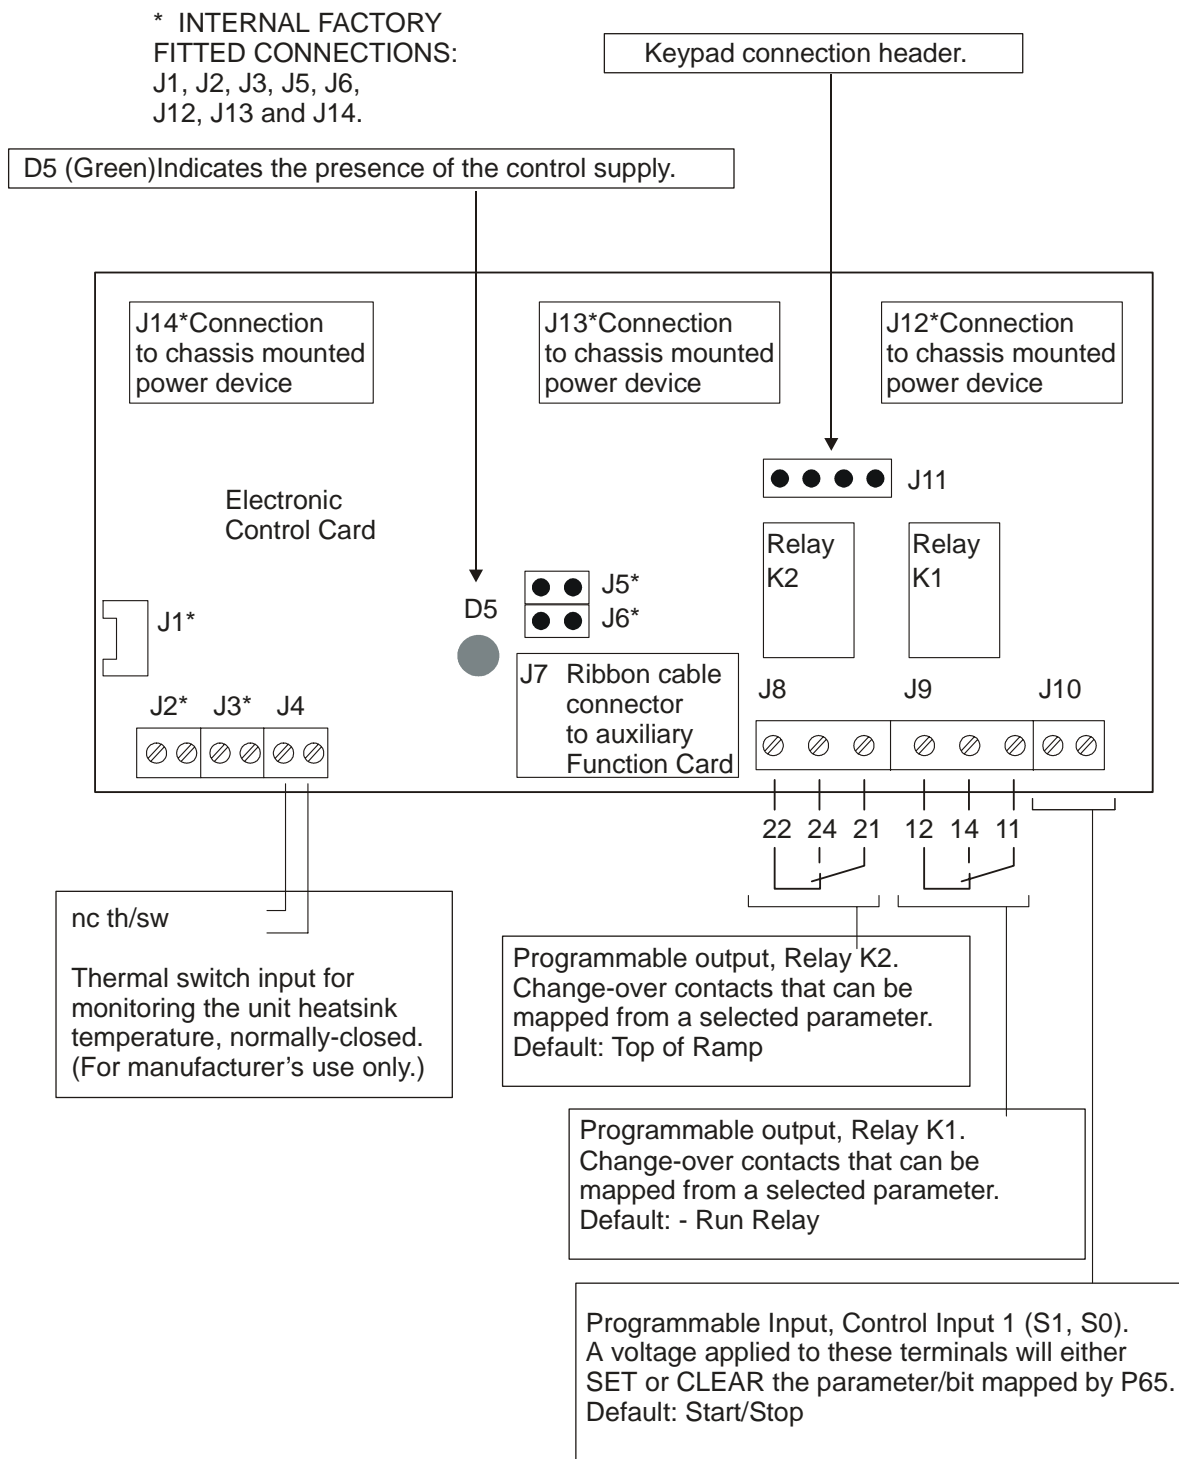 * INTERNAL FACTORY
FITTED CONNECTIONS:
J1, J2, J3, J5, J6,
J12, J13 and J14.
Keypad connection header.
D5 (Green)Indicates the presence of the control supply.
J14*Connection
to chassis mounted
power device
J13*Connection
to chassis mounted
power device
J12*Connection
to chassis mounted
power device
J11
Electronic
Control Card
Relay
K2
Relay
K1
J5*
J6*
D5
J1*
J7 Ribbon cable
connector
to auxiliary
Function Card
J2* J3* J4
J8 J9 J10
22 24 21 12 14 11
nc th/sw
Thermal switch input for
monitoring the unit heatsink
temperature, normally-closed.
(For manufacturer’s use only.)
Programmable output, Relay K2.
Change-over contacts that can be
mapped from a selected parameter.
Default: Top of Ramp
Programmable output, Relay K1.
Change-over contacts that can be
mapped from a selected parameter.
Default: - Run Relay
Programmable Input, Control Input 1 (S1, S0).
A voltage applied to these terminals will either
SET or CLEAR the parameter/bit mapped by P65.
Default: Start/Stop